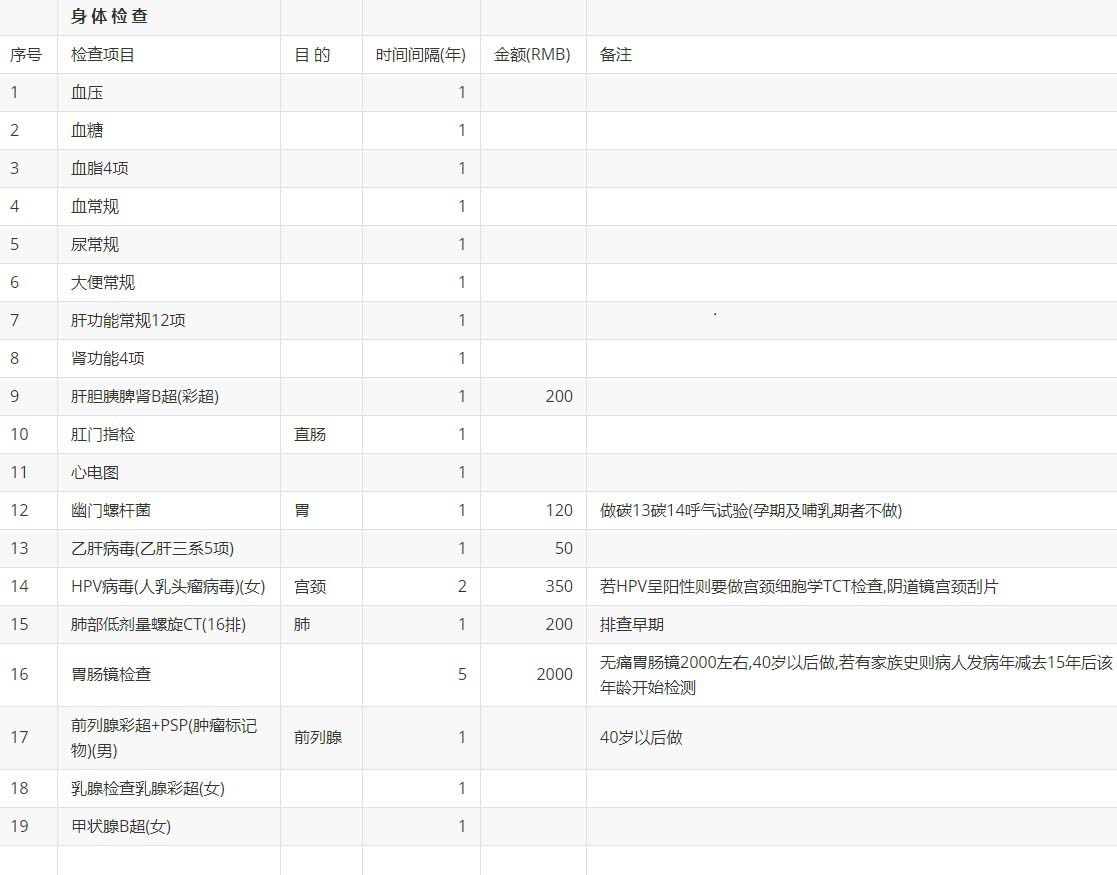 身 体 检 查
序号 检查项目 目 的 时间间隔(年) 金额(RMB) 备注
1 血压 1
2 血糖 1
3 血脂4项 1
4 血常规 1
5 尿常规 1
6 大便常规 1
7 肝功能常规12项 1
8 肾功能4项 1
9 肝胆胰脾肾B超(彩超) 1 200
10 肛门指检 直肠 1
11 心电图 1
12 幽门螺杆菌 胃 1 120 做碳13碳14呼气试验(孕期及哺乳期者不做)
13 乙肝病毒(乙肝三系5项) 1 50
14 HPV病毒(人乳头瘤病毒)(女) 宫颈 2 350 若HPV呈阳性则要做宫颈细胞学TCT检查,阴道镜宫颈刮片
15 肺部低剂量螺旋CT(16排) 肺 1 200 排查早期
16 胃肠镜检查 5 2000 无痛胃肠镜2000左右,40岁以后做,若有家族史则病人发病年减去15年后该
年龄开始检测
17 前列腺彩超+PSP(肿瘤标记
物)(男) 前列腺 1 40岁以后做
18 乳腺检查乳腺彩超(女) 1
19 甲状腺B超(女) 1